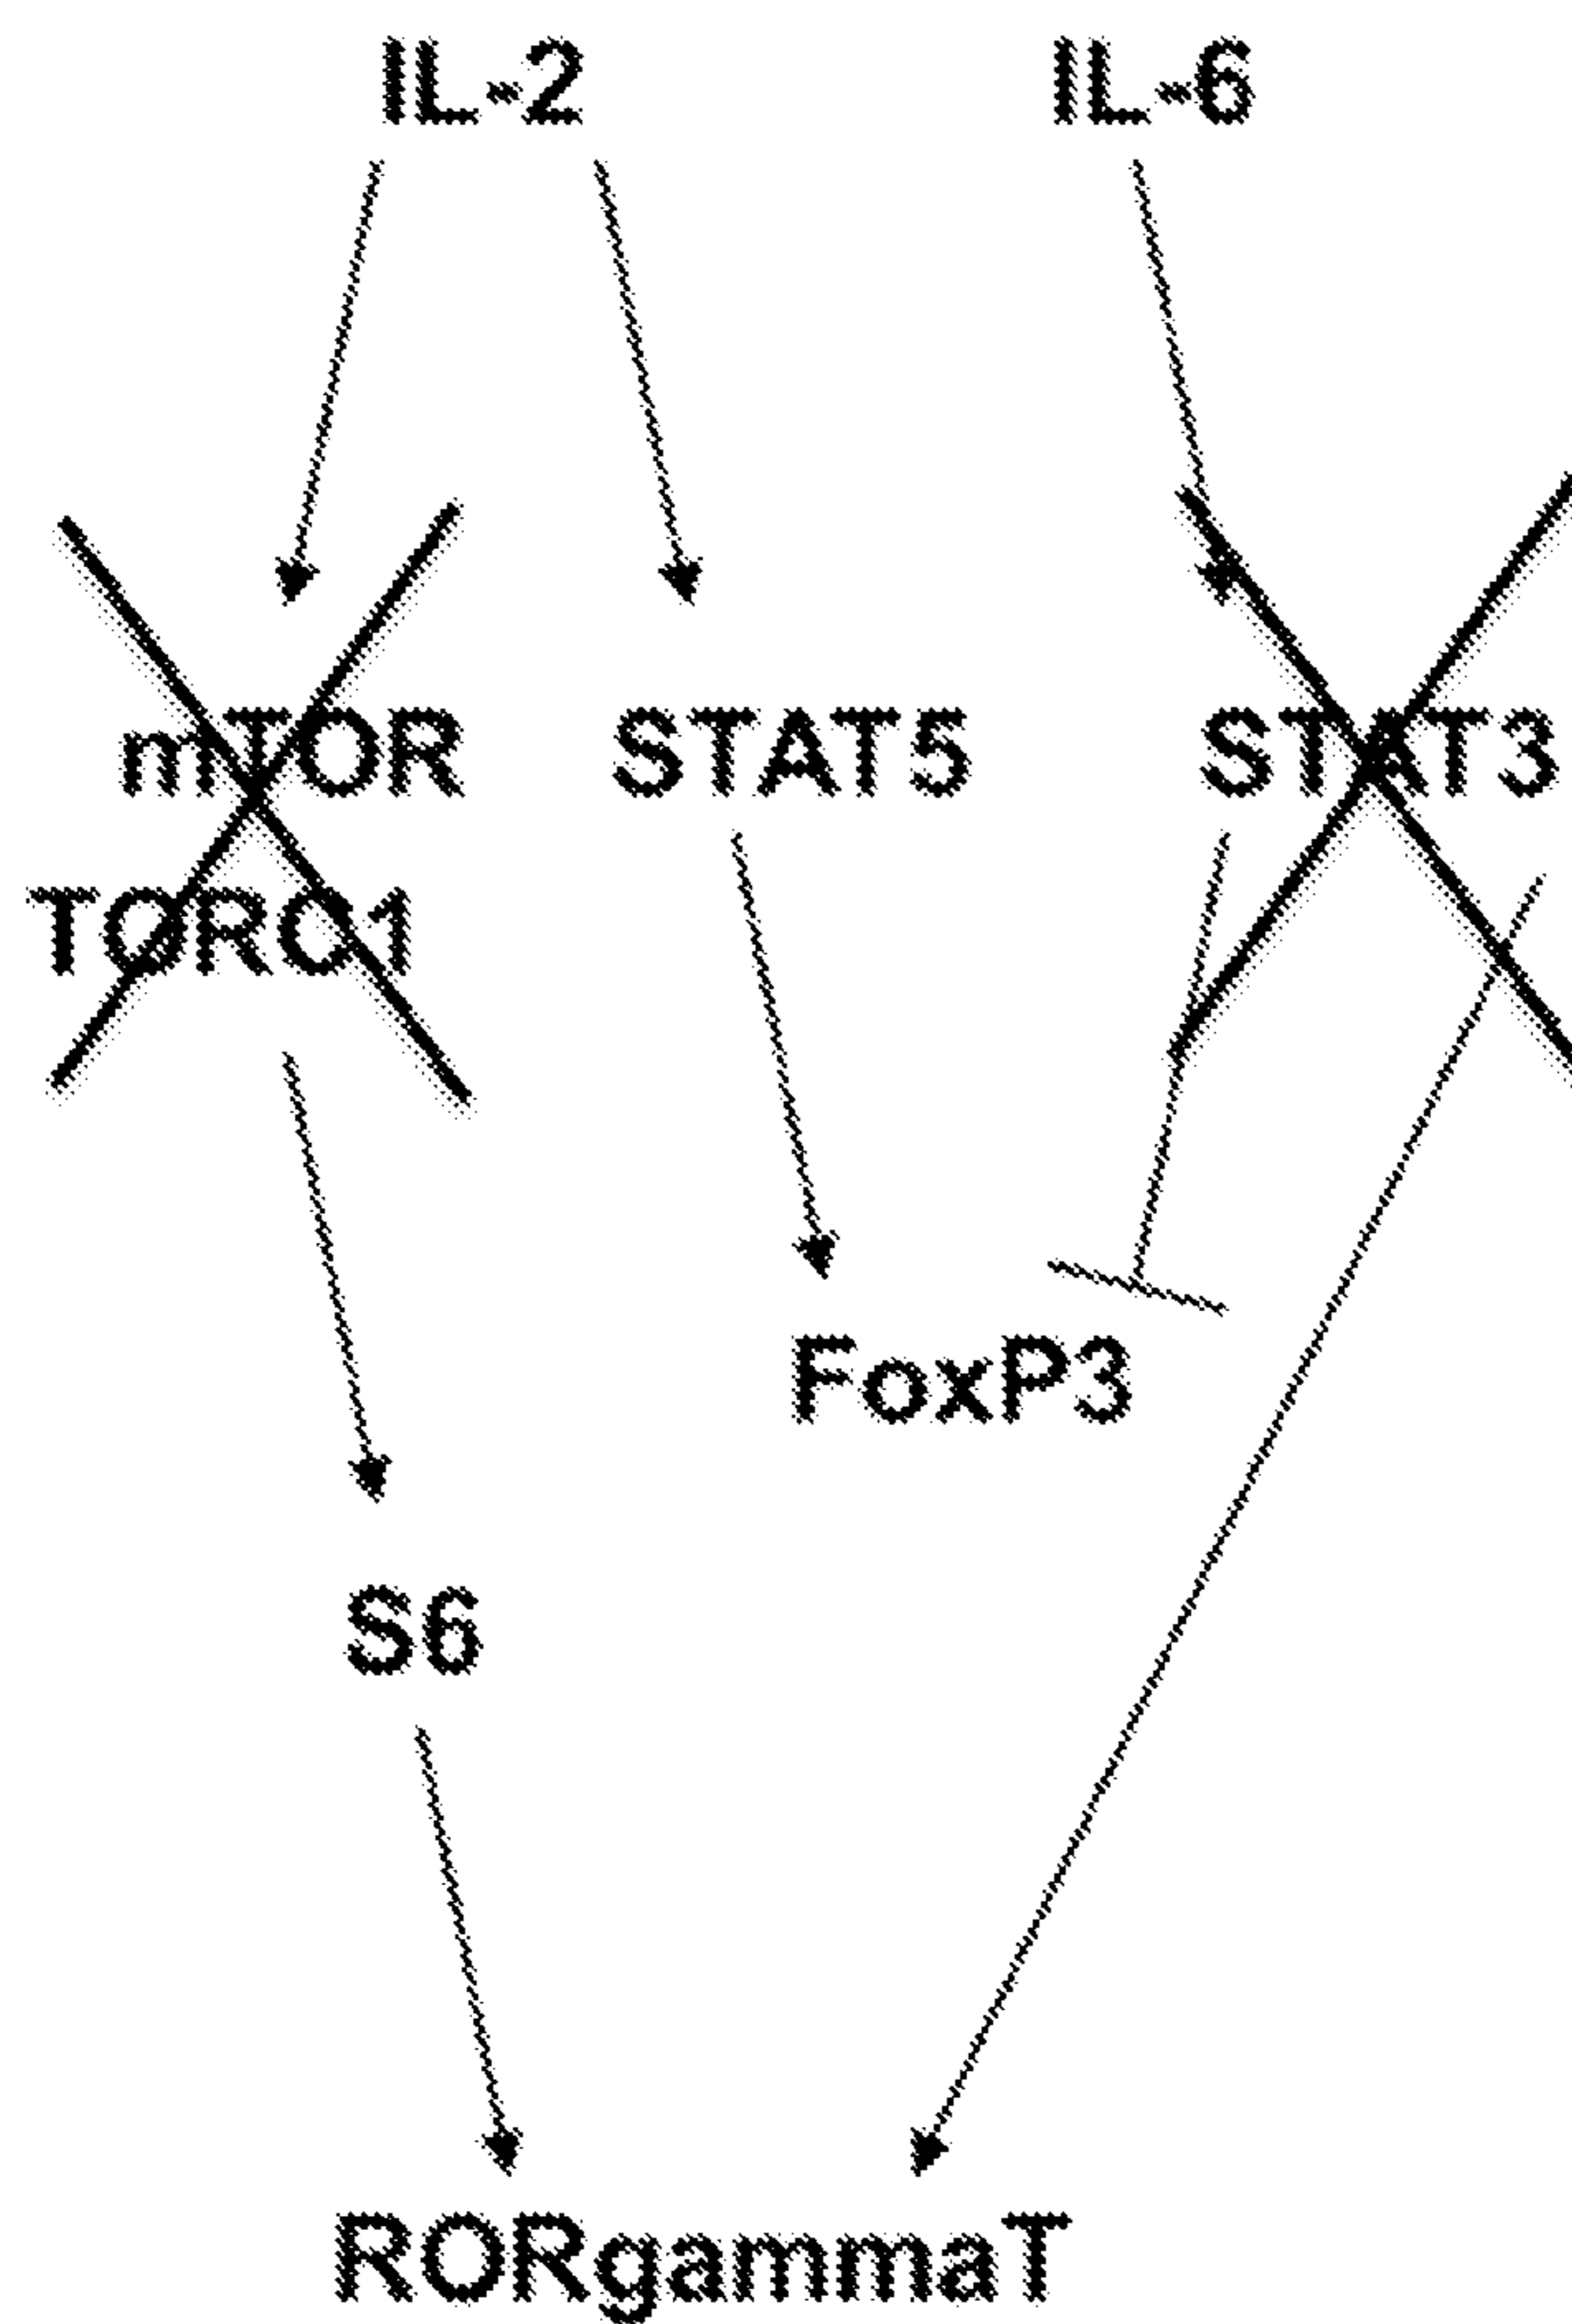 IL-2 IL-6
mTOR STAT5 STAT3
TORC1
FoxP3
S6
RORgammaT